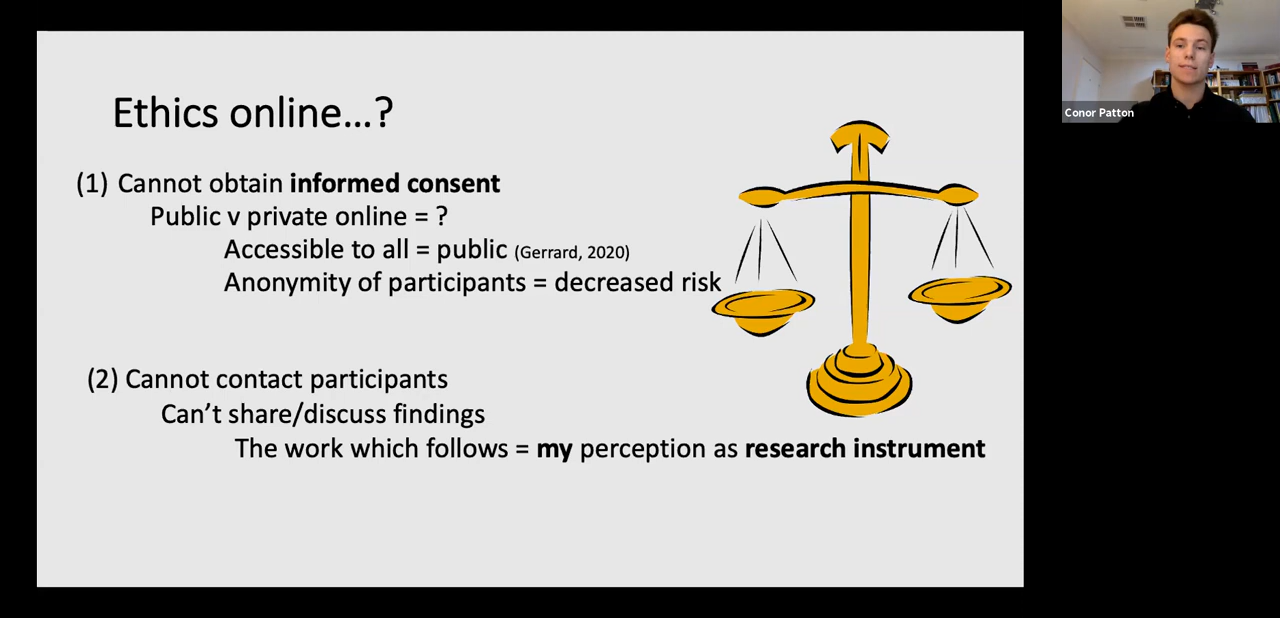 Ethics online...?
(1) Cannot obtain informed consent
Public v private online = ?
Accessible to all = public (Gerrard, 2020)
Anonymity of participants = decreased risk
(2) Cannot contact participants
Can’t share/discuss findings
The work which follows = my perception as research instrument
Conor Patton